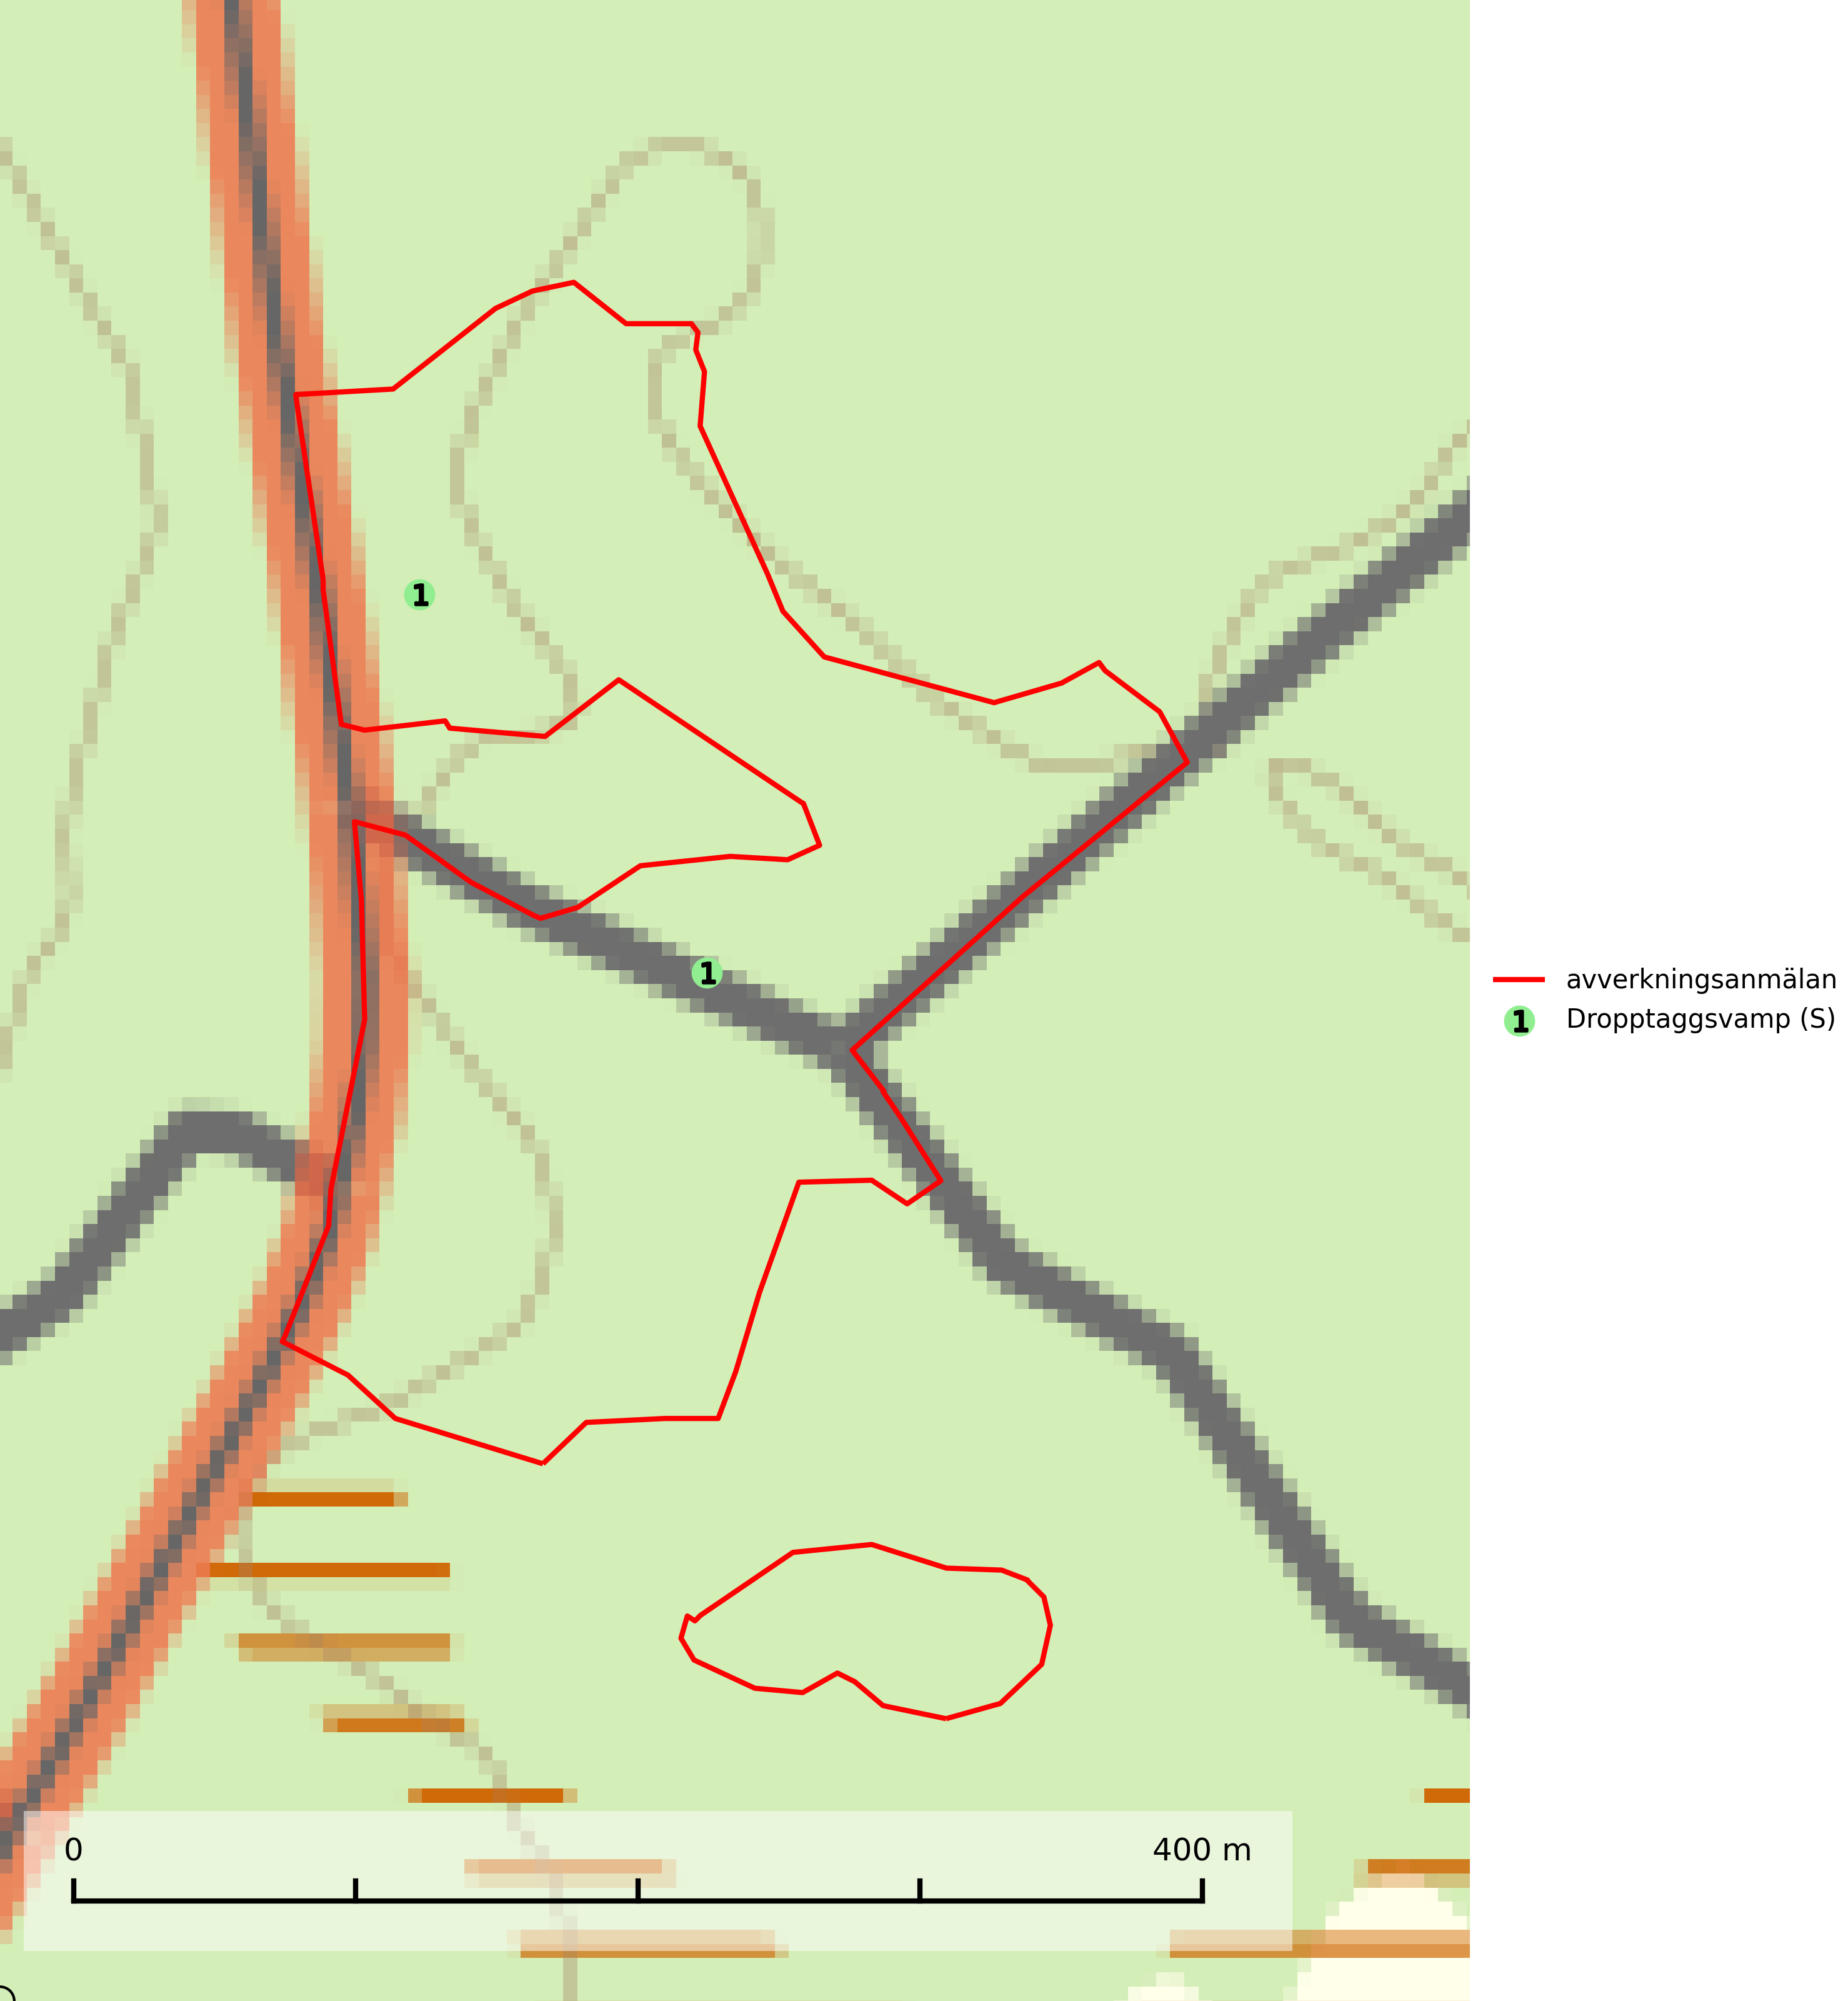 1
1
avverkningsanmälan
1 Dropptaggsvamp (S)
0 400 m